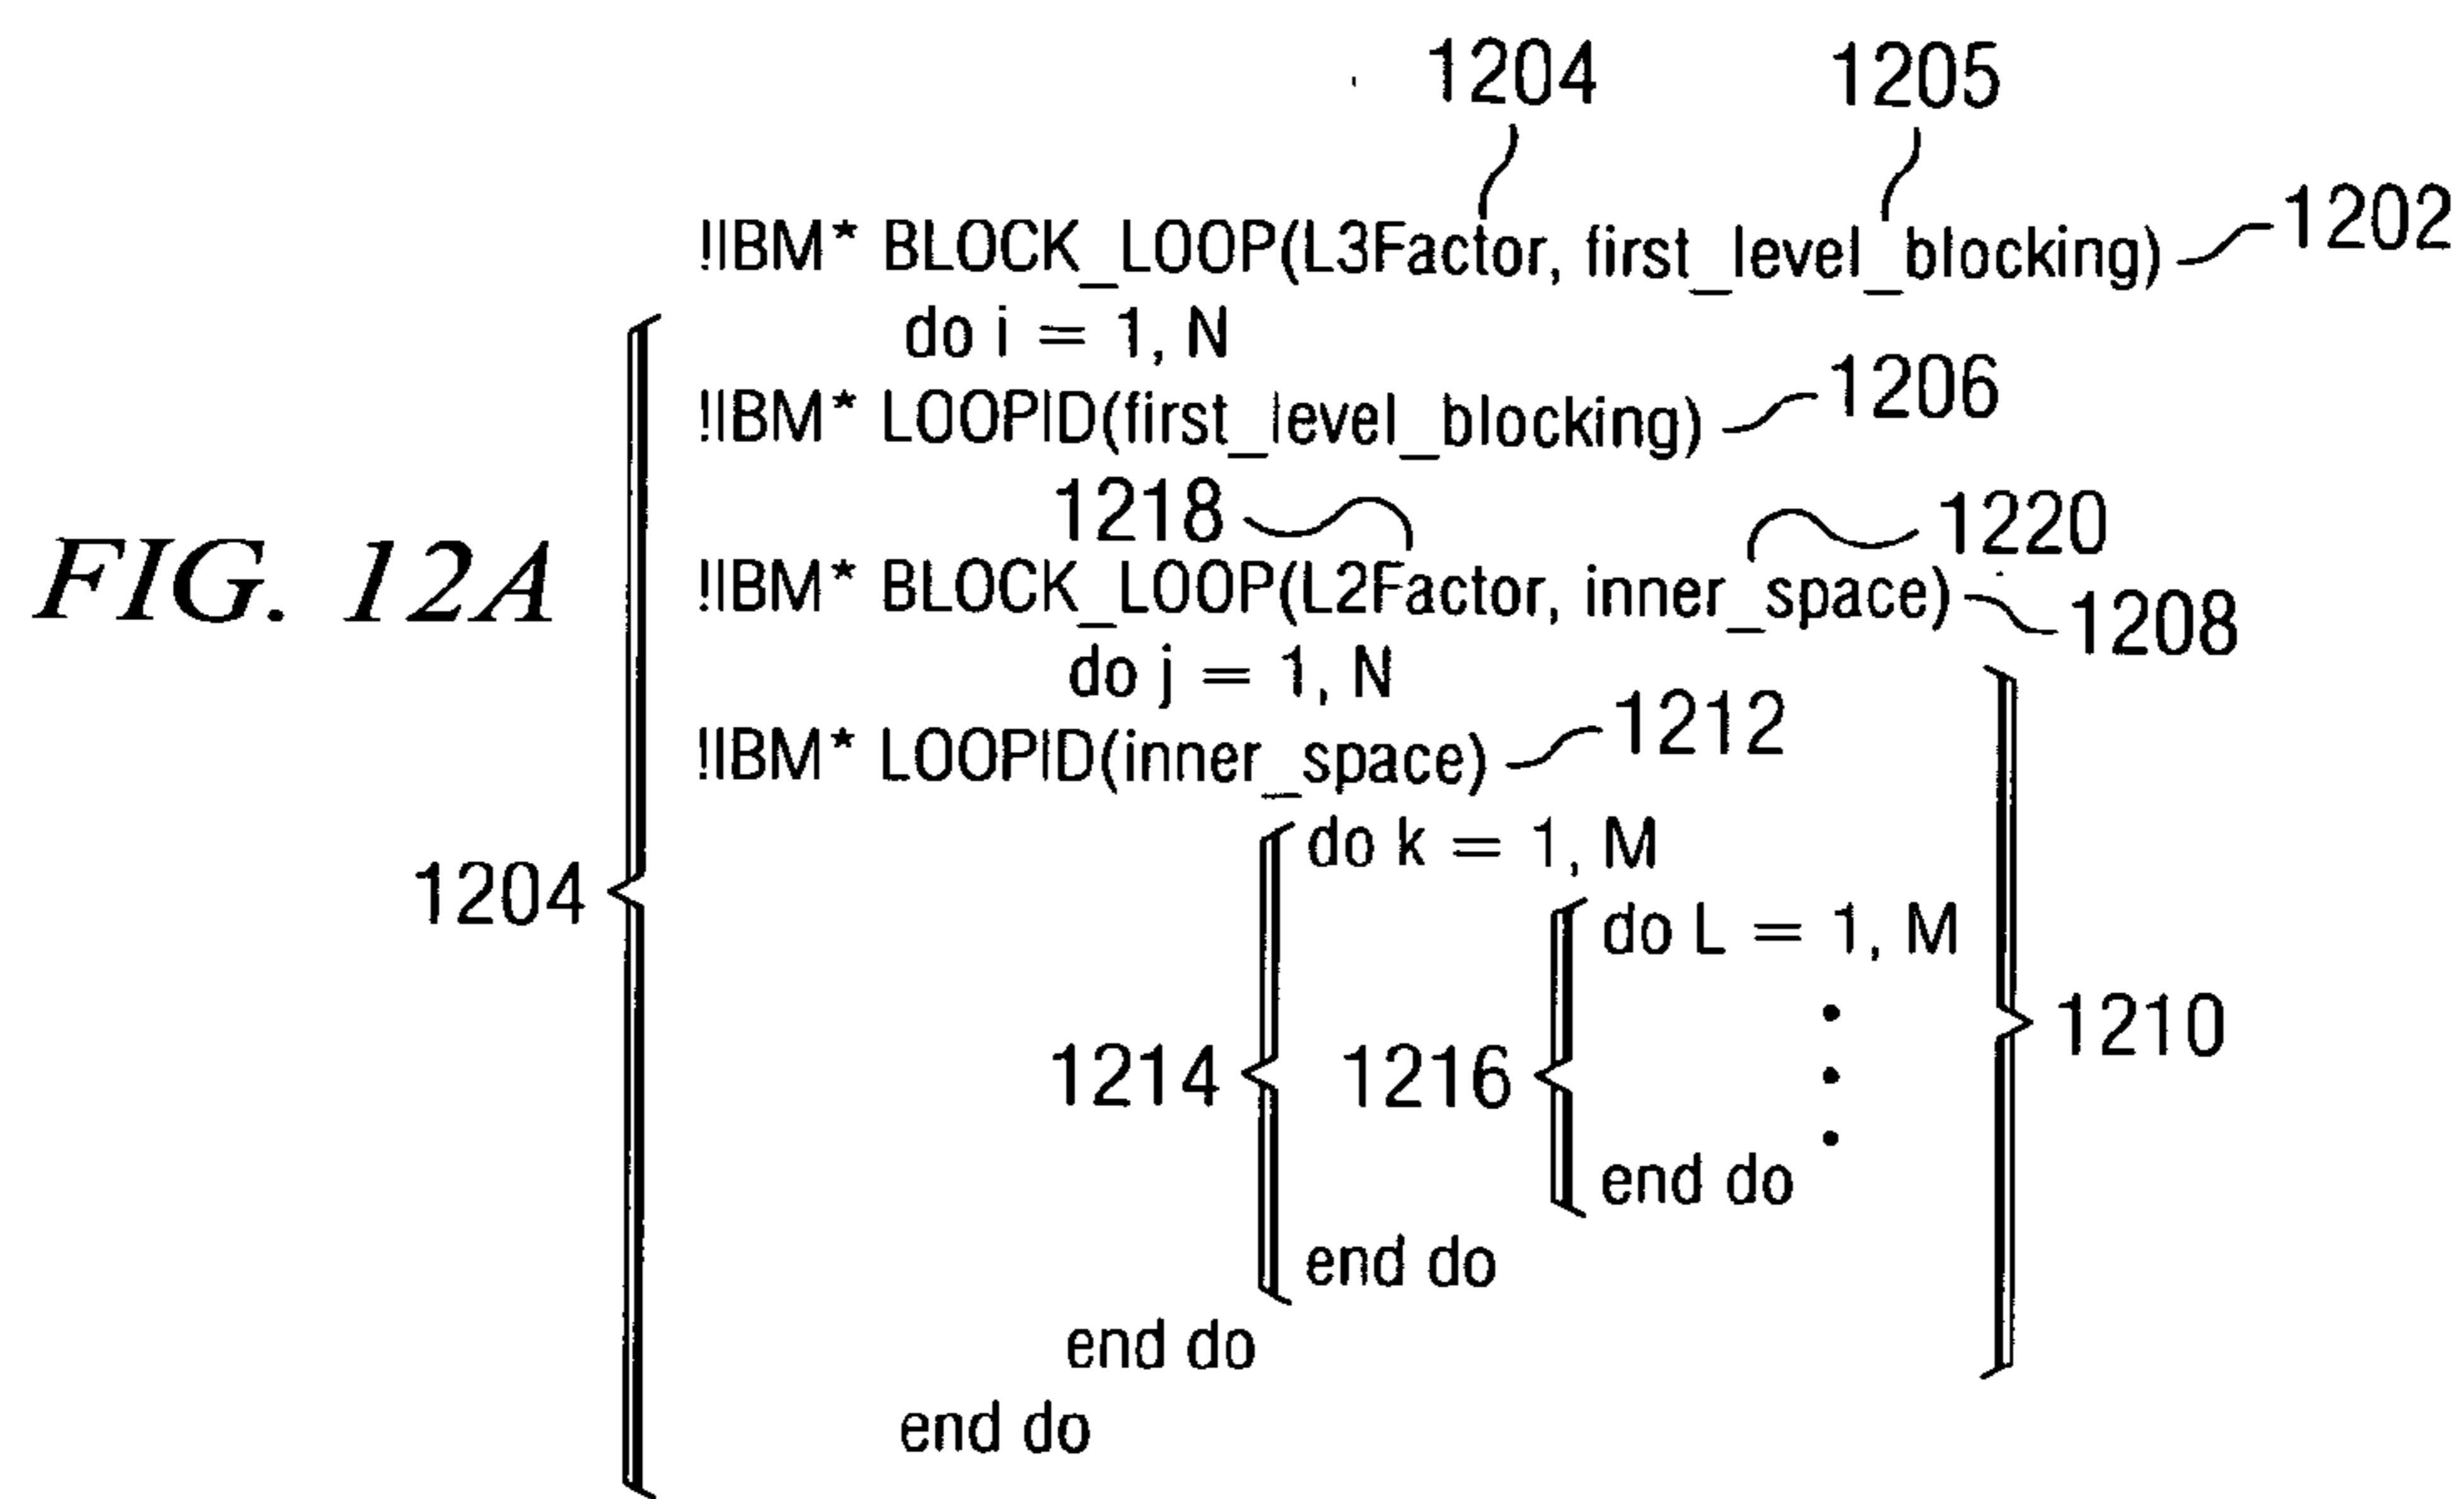 1204 1205
!IBM* BLOCK_LOOP(L3Factor, first_level_blocking) 1202
do i = 1, N
!IBM* LOOPID(first_level_blocking) 1206
1218 1220
FIG. 12A
!IBM* BLOCK_LOOP(L2Factor, inner_space) 1208
do j = 1, N
!IBM* LOOPID(inner_space) 1212
do k = 1, M
1204
do L = 1, M
1214 1216 1210
end do
end do
end do
end do